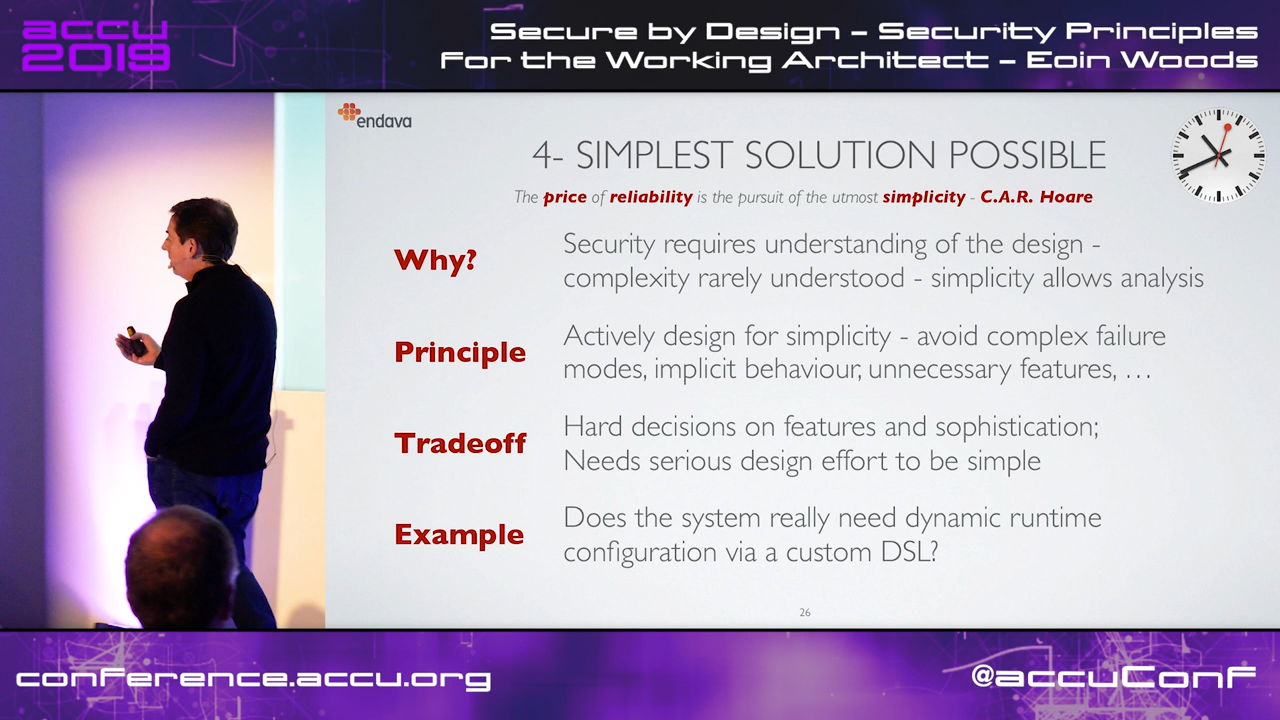 accu
2019
Secure by Design – Security Principles
for the Working Architect – Eoin Woods
endava
4- SIMPLEST SOLUTION POSSIBLE
The price of reliability is the pursuit of the utmost simplicity - C.A.R. Hoare
Why?
Security requires understanding of the design -
complexity rarely understood - simplicity allows analysis
Principle
Actively design for simplicity - avoid complex failure
modes, implicit behaviour, unnecessary features, …
Tradeoff
Hard decisions on features and sophistication;
Needs serious design effort to be simple
Example
Does the system really need dynamic runtime
configuration via a custom DSL?
26
conference.accu.org
@accuConf